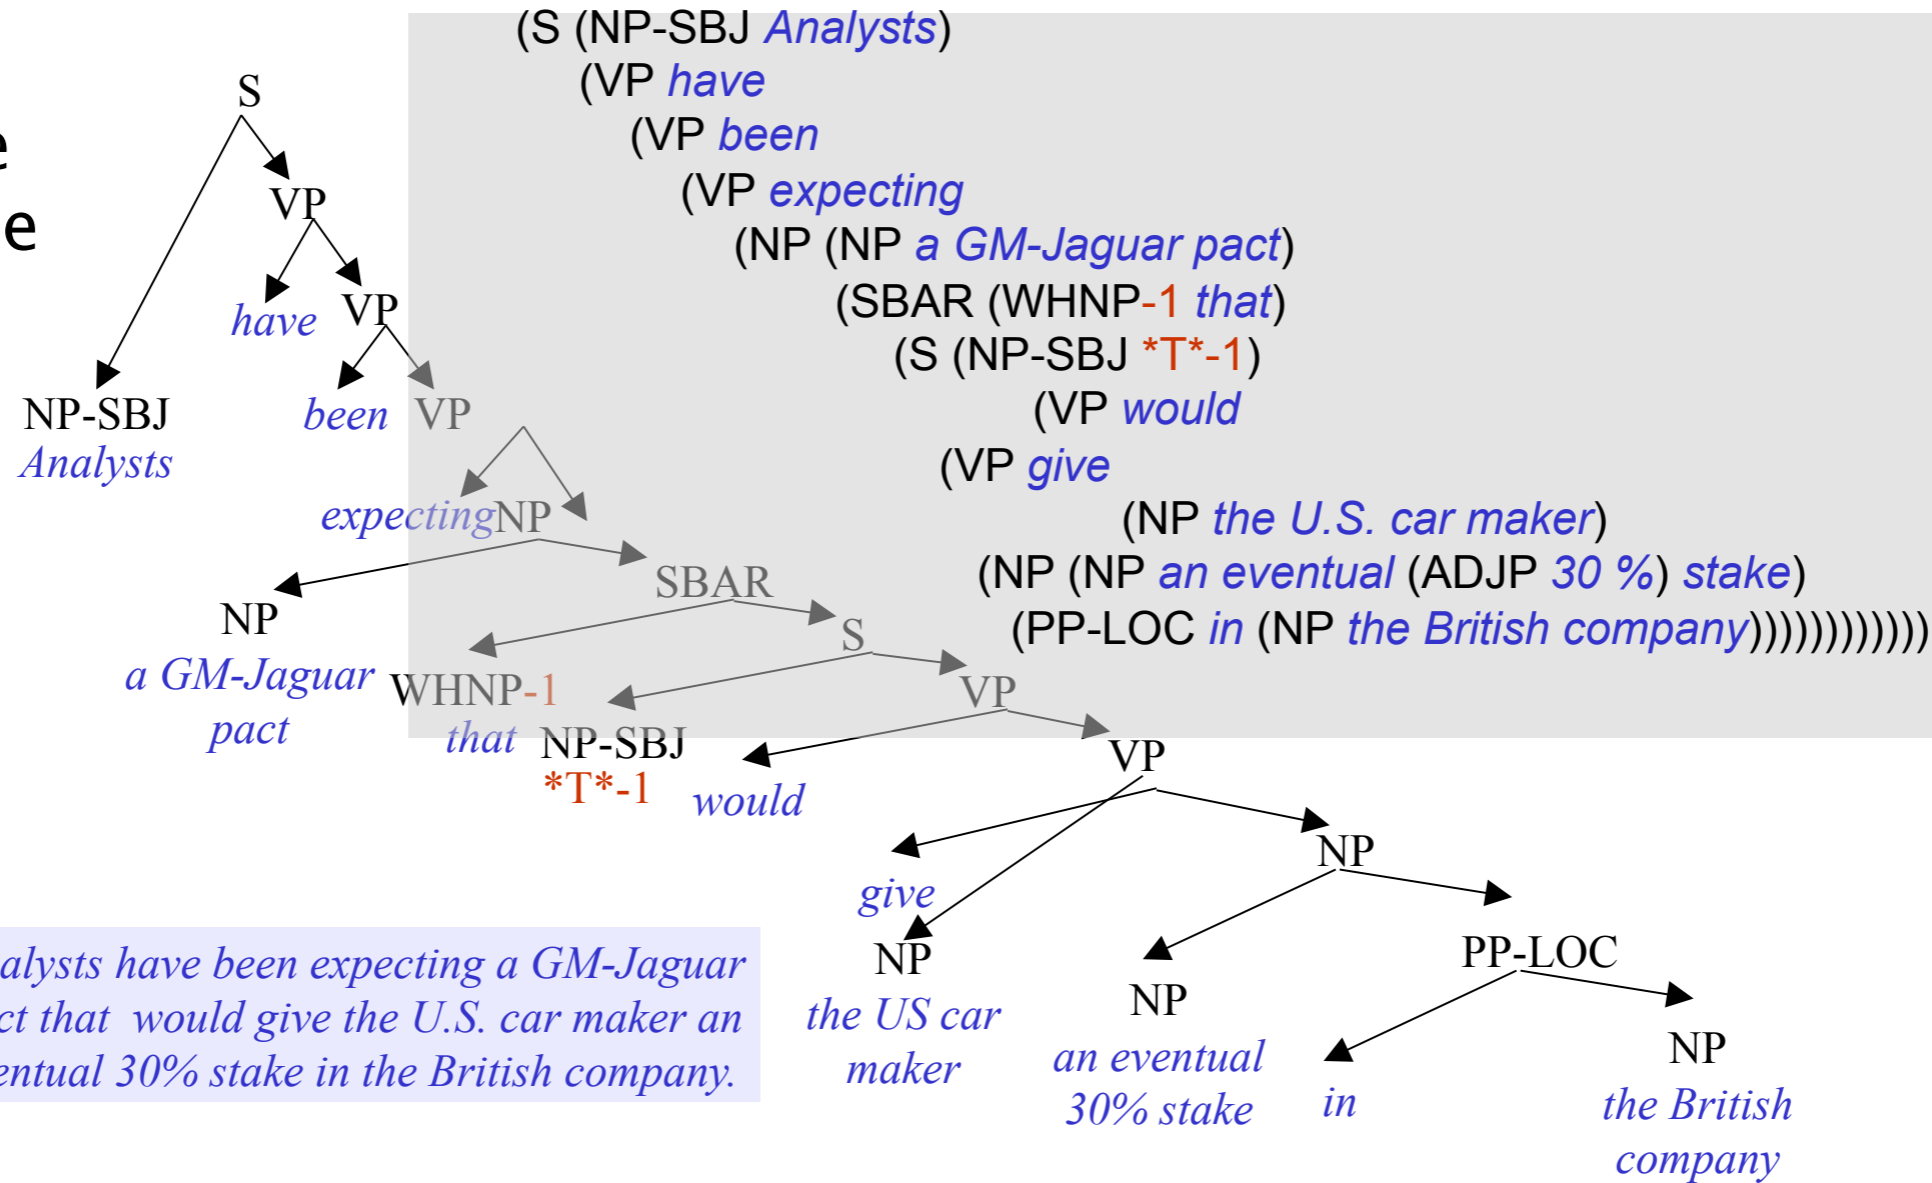 (S (NP-SBJ Analysts)
(VP have
(VP been
(VP expecting
(NP (NP a GM-Jaguar pact)
(SBAR (WHNP-1 that)
(S (NP-SBJ *T*-1)
(VP would
(VP give
(NP the U.S. car maker)
(NP (NP an eventual (ADJP 30 %) stake)
(PP-LOC in (NP the British company))))))))))))
S
e
VP
e
have VP
NP-SBJ been VP
Analysts
expecting NP
SBAR
NP S
a GM-Jaguar WHNP-1 VP
pact that NP-SBJ VP
*T*-1 would
NP
give
NP PP-LOC
the US car NP NP
maker an eventual in the British
30% stake company
alysts have been expecting a GM-Jaguar
ct that would give the U.S. car maker an
entual 30% stake in the British company.